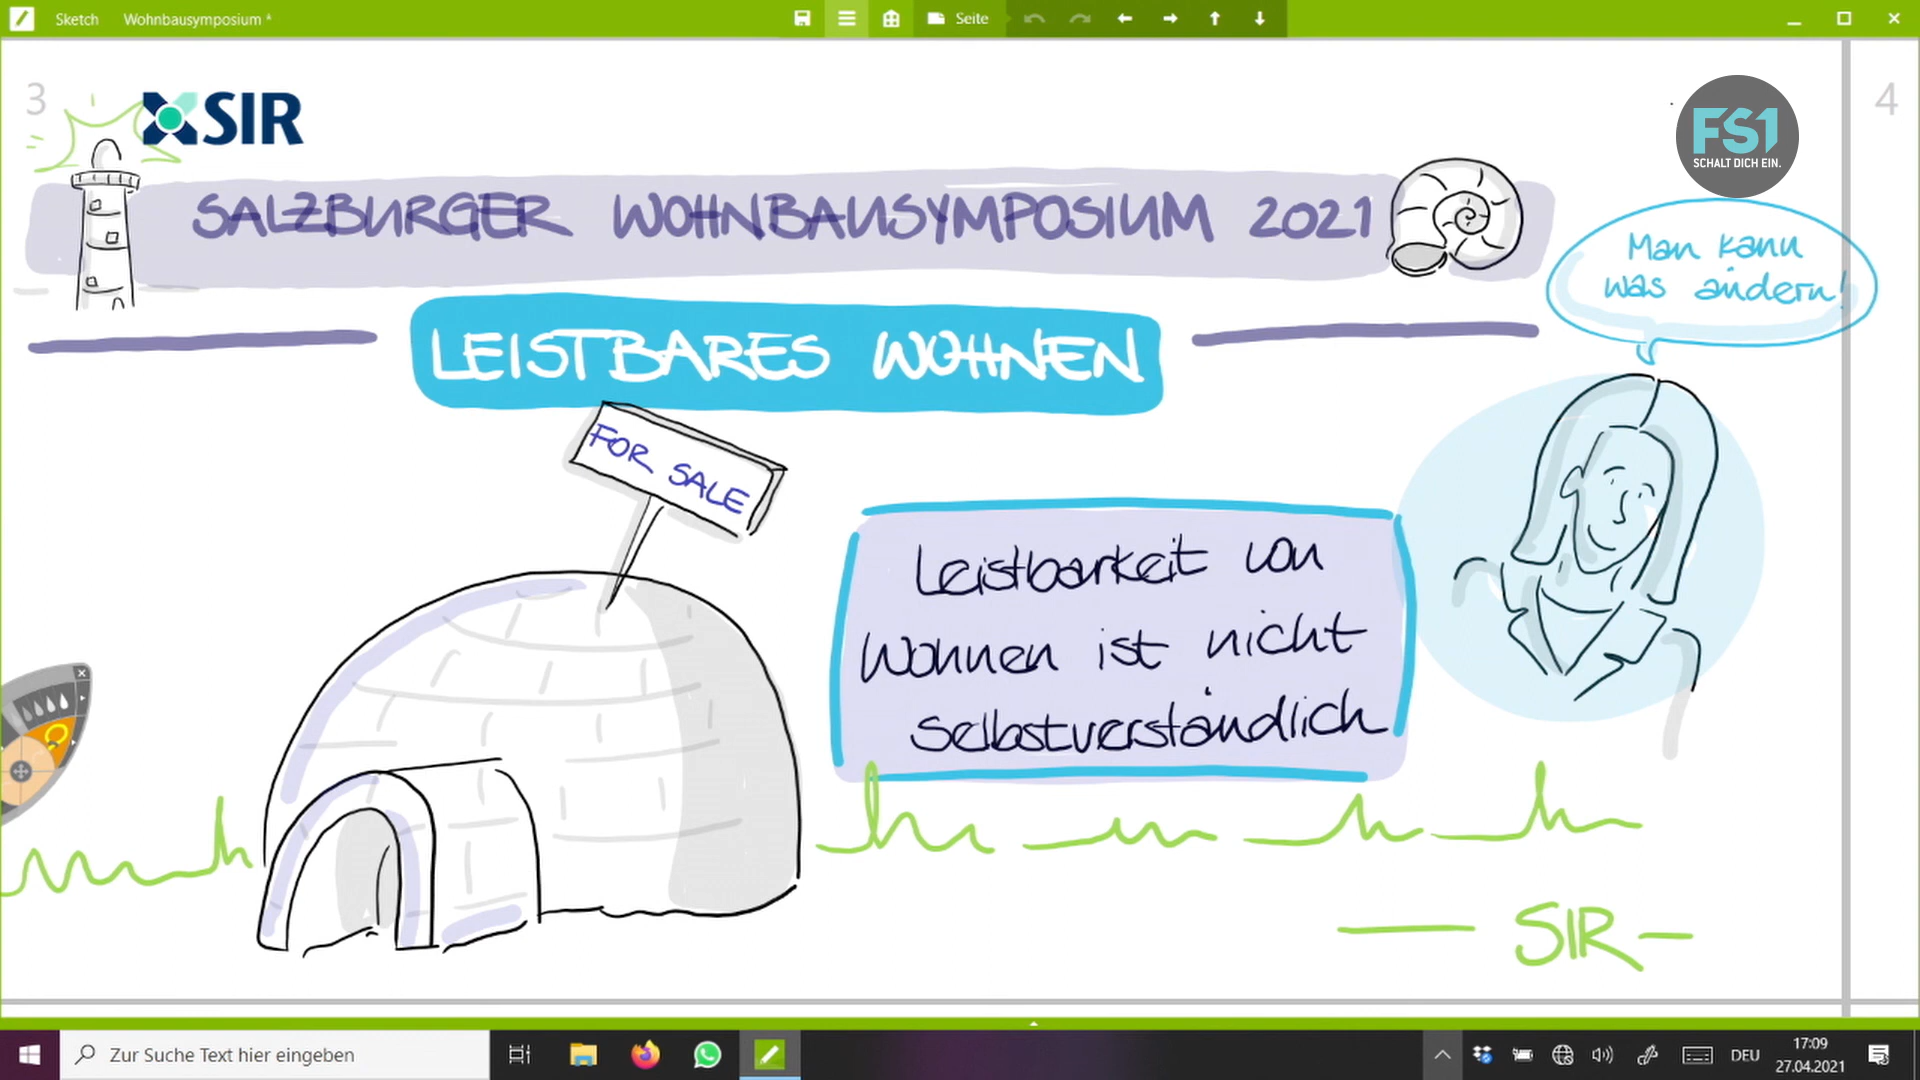 Sketch Wohnbausymposium *
Seite
3
4
SIR
FS1
SCHALT DICH EIN.
SALZBURGER WOHNBAUSYMPOSIUM 2021
Man kann
was ändern!
LEISTBARES WOHNEN
FOR SALE
Leistbarkeit von
Wohnen ist nicht
selbstverständlich
SIR
Zur Suche Text hier eingeben
DEU
17:09
27.04.2021